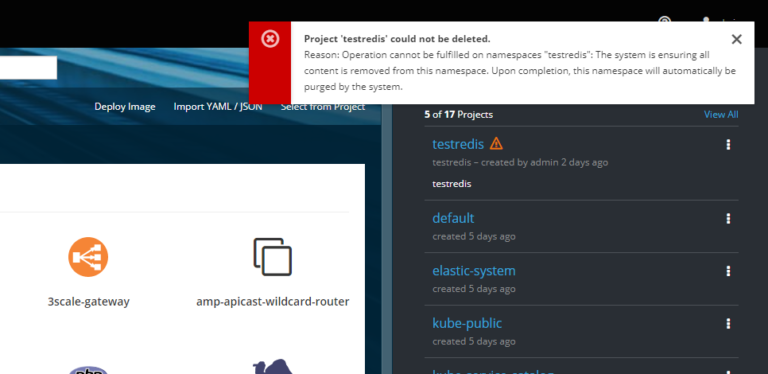 Project 'testredis' could not be deleted.
Reason: Operation cannot be fulfilled on namespaces "testredis": The system is ensuring all
content is removed from this namespace. Upon completion, this namespace will automatically be
purged by the system.
Deploy Image Import YAML / JSON Select from Project
5 of 17 Projects View All
testredis
testredis – created by admin 2 days ago
testredis
default
created 5 days ago
elastic-system
created 5 days ago
kube-public
created 5 days ago
3scale-gateway
amp-apicast-wildcard-router
php
kube-service-catalog